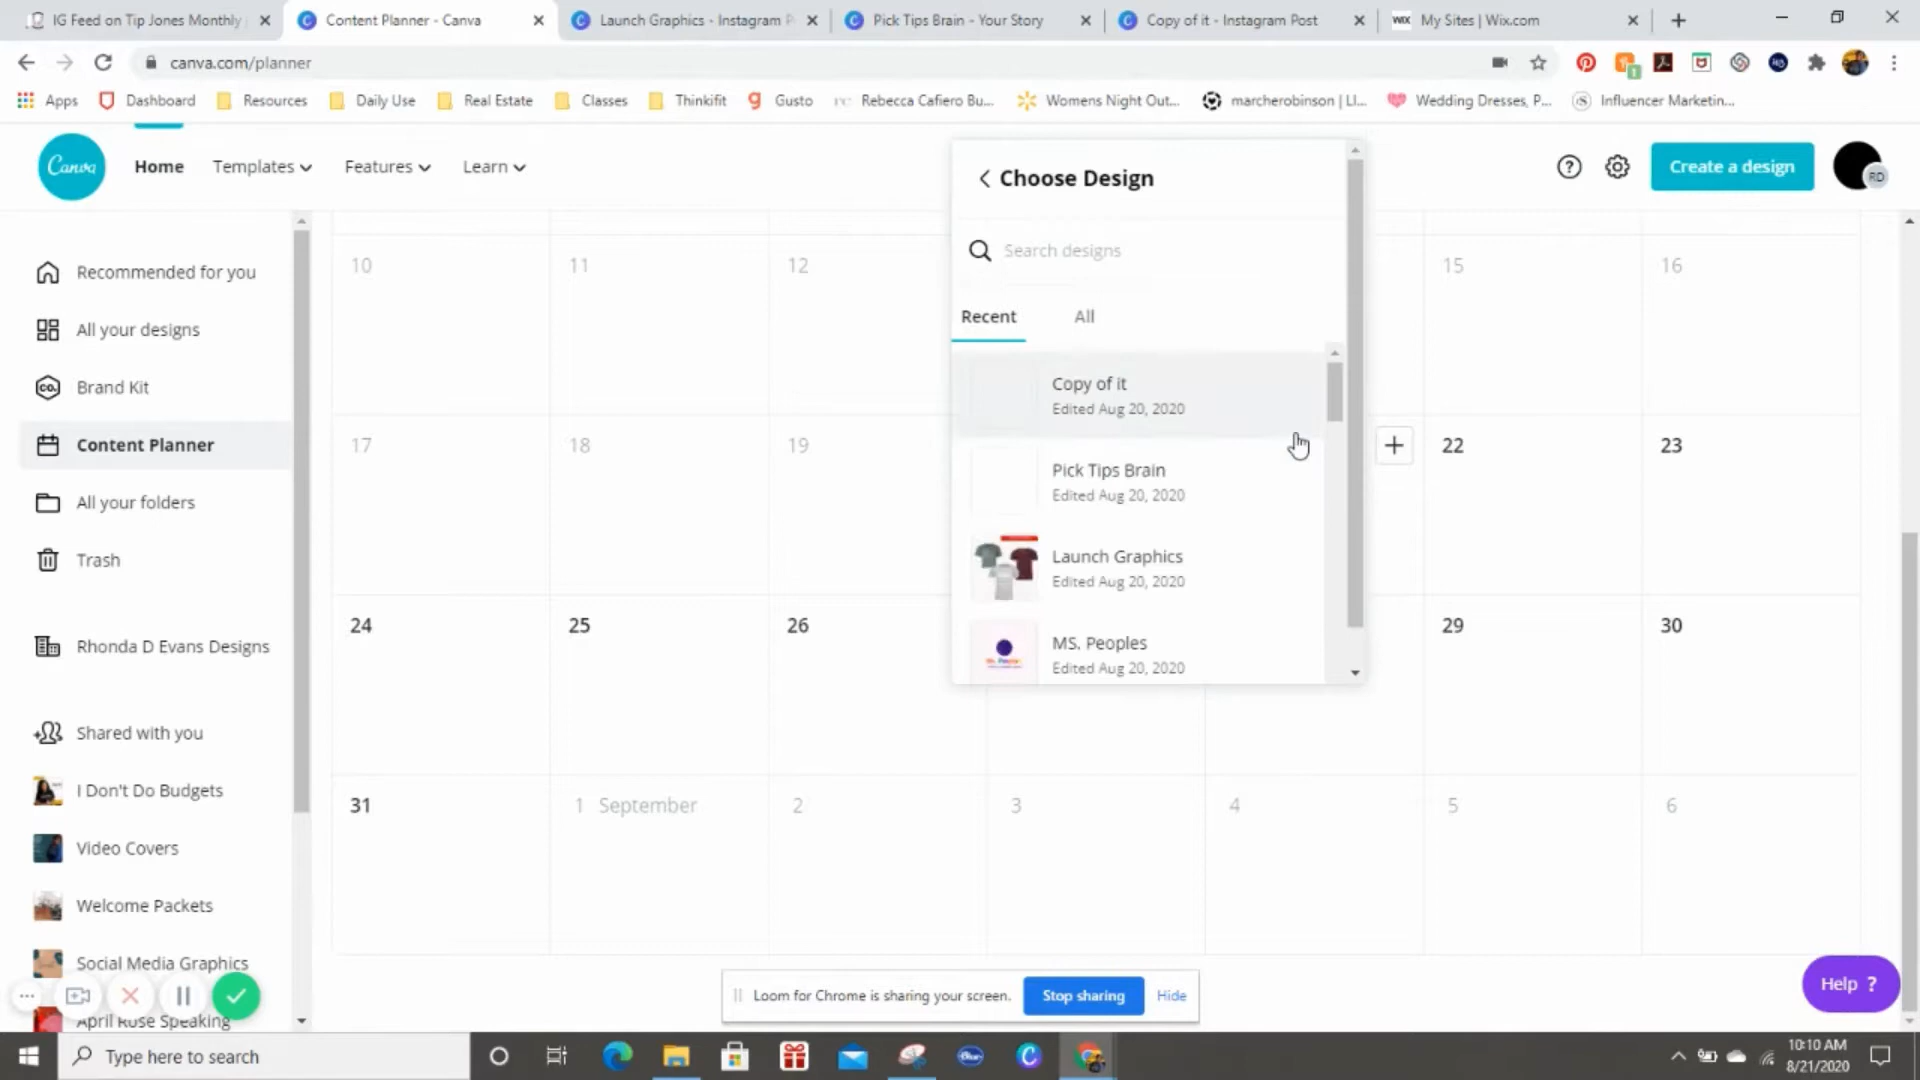 IG Feed on Tip Jones Monthly
Content Planner - Canva
Launch Graphics - Instagram P
Pick Tips Brain - Your Story
Copy of it - Instagram Post
WIX My Sites | Wix.com
canva.com/planner
1
Apps
Dashboard
Resources
Daily Use
Real Estate
Classes
Thinkifit
Gusto
Rebecca Cafiero Bu...
Womens Night Out...
marcherobinson | LI...
Wedding Dresses, P...
Influencer Marketin...
Canva
Home
Templates
Features
Learn
Create a design
RD
Choose Design
Search designs
Recent
All
Copy of it
Edited Aug 20, 2020
Pick Tips Brain
Edited Aug 20, 2020
Launch Graphics
Edited Aug 20, 2020
MS. Peoples
Edited Aug 20, 2020
Recommended for you
All your designs
CO.
Brand Kit
Content Planner
All your folders
Trash
Rhonda D Evans Designs
Shared with you
I Don't Do Budgets
Video Covers
Welcome Packets
Social Media Graphics
April Rose Speaking
10 11 12 15 16
17 18 19 22 23
24 25 26 29 30
31 1 September 2 3 4 5 6
Loom for Chrome is sharing your screen.
Stop sharing
Hide
Help ?
Type here to search
10:10 AM
8/21/2020